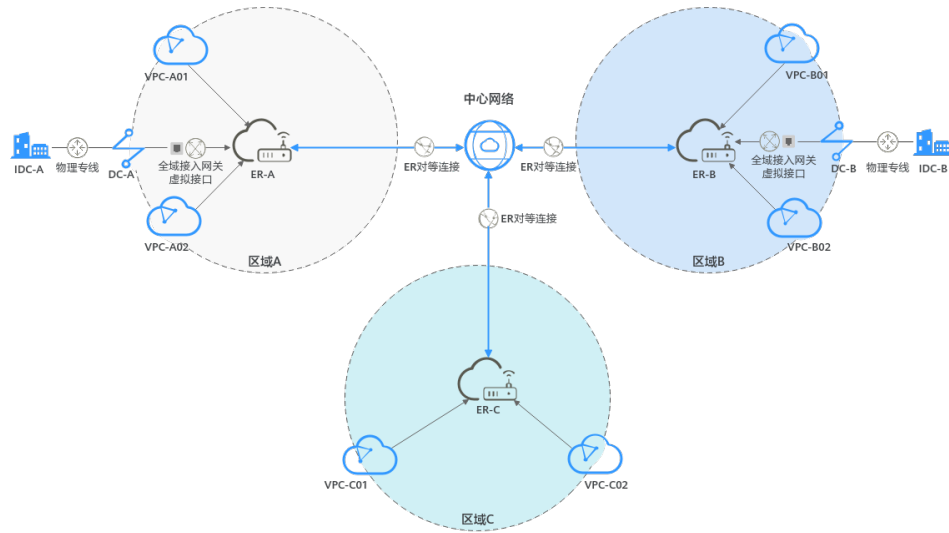 VPC-A01
IDC-A
物理专线
DC-A
全域接入网关
虚拟接口
ER-A
VPC-A02
区域A
ER对等连接
中心网络
ER对等连接
ER对等连接
VPC-B01
ER-B
全域接入网关
虚拟接口
DC-B
物理专线
IDC-B
VPC-B02
区域B
ER-C
VPC-C01
VPC-C02
区域C